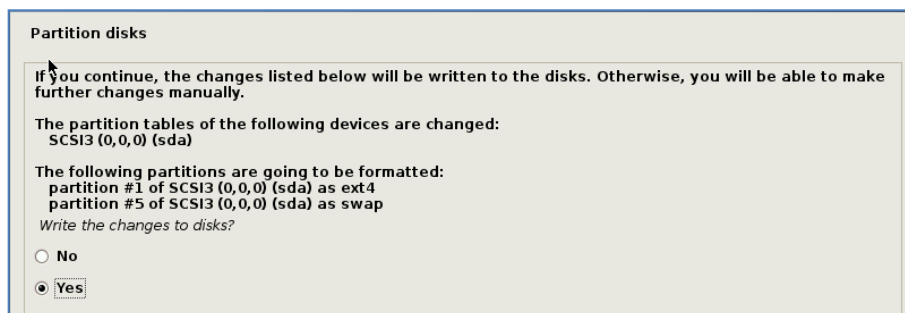 Partition disks
If you continue, the changes listed below will be written to the disks. Otherwise, you will be able to make
further changes manually.
The partition tables of the following devices are changed:
SCSI3 (0,0,0) (sda)
The following partitions are going to be formatted:
partition #1 of SCSI3 (0,0,0) (sda) as ext4
partition #5 of SCSI3 (0,0,0) (sda) as swap
Write the changes to disks?
No
Yes